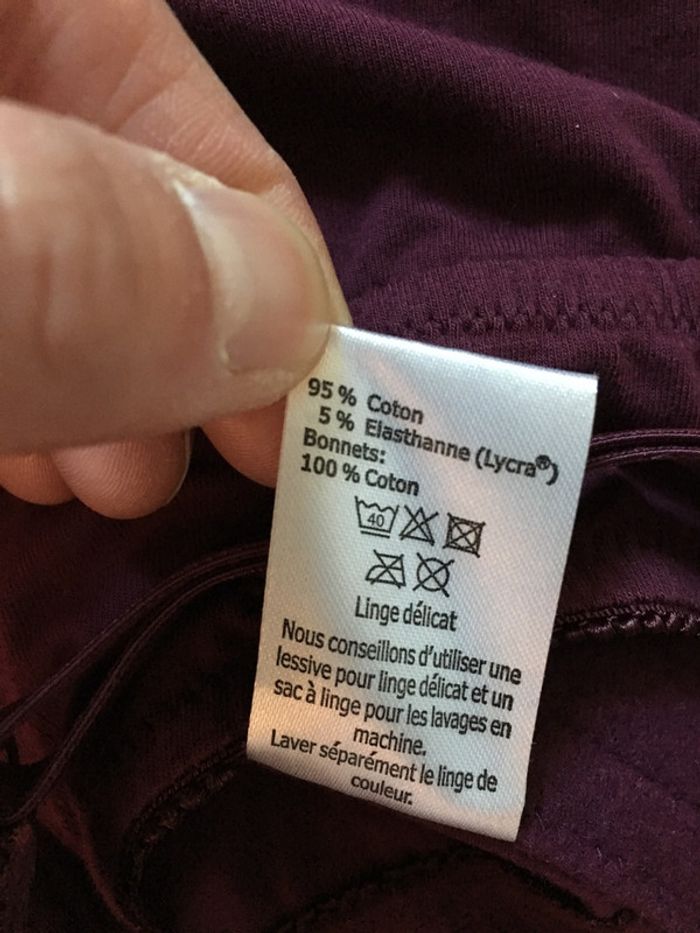 95 % Coton
5 % Elasthanne (Lycra®)
Bonnets:
100 % Coton
40
Linge délicat
Nous conseillons d'utiliser une
lessive pour linge délicat et un
sac à linge pour les lavages en
machine.
Laver séparément le linge de
couleur.